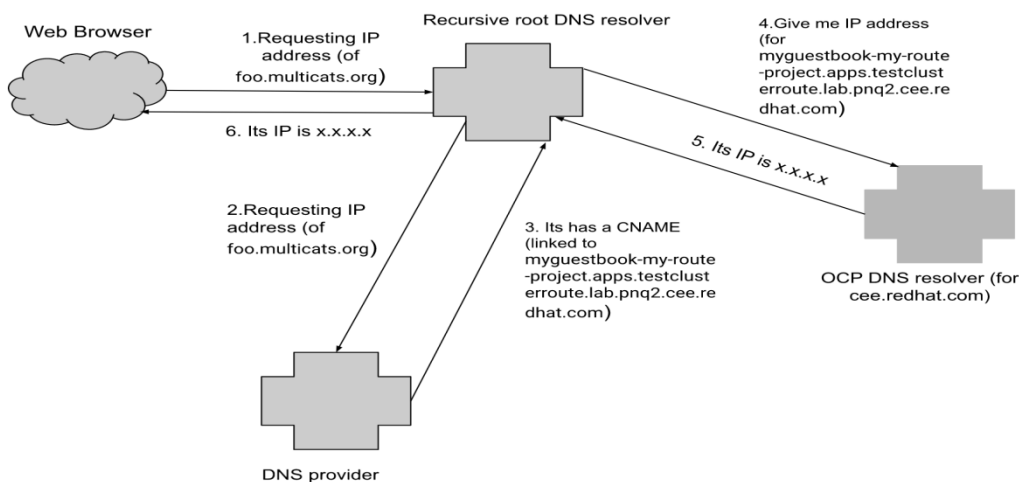 Recursive root DNS resolver
Web Browser
1.Requesting IP
address (of
foo.multicats.org)
6. Its IP is x.x.x.x
4.Give me IP address
(for
myguestbook-my-route
-project.apps.testclust
erroute.lab.pnq2.cee.re
dhat.com)
5. Its IP is x.x.x.x
2.Requesting IP
address (of
foo.multicats.org)
3. Its has a CNAME
(linked to
myguestbook-my-route
-project.apps.testclust
erroute.lab.pnq2.cee.re
dhat.com)
OCP DNS resolver (for
cee.redhat.com)
DNS provider